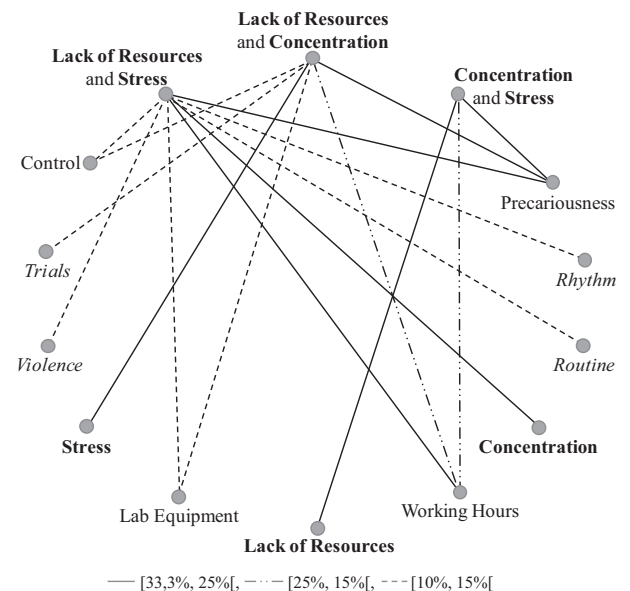 Lack of Resources
and Concentration
Lack of Resources
and Stress
Concentration
and Stress
Control
Precariousness
Trials
Rhythm
Violence
Routine
Stress
Concentration
Lab Equipment
Working Hours
Lack of Resources
[33,3%, 25%[, [25%, 15%[, [10%, 15%[